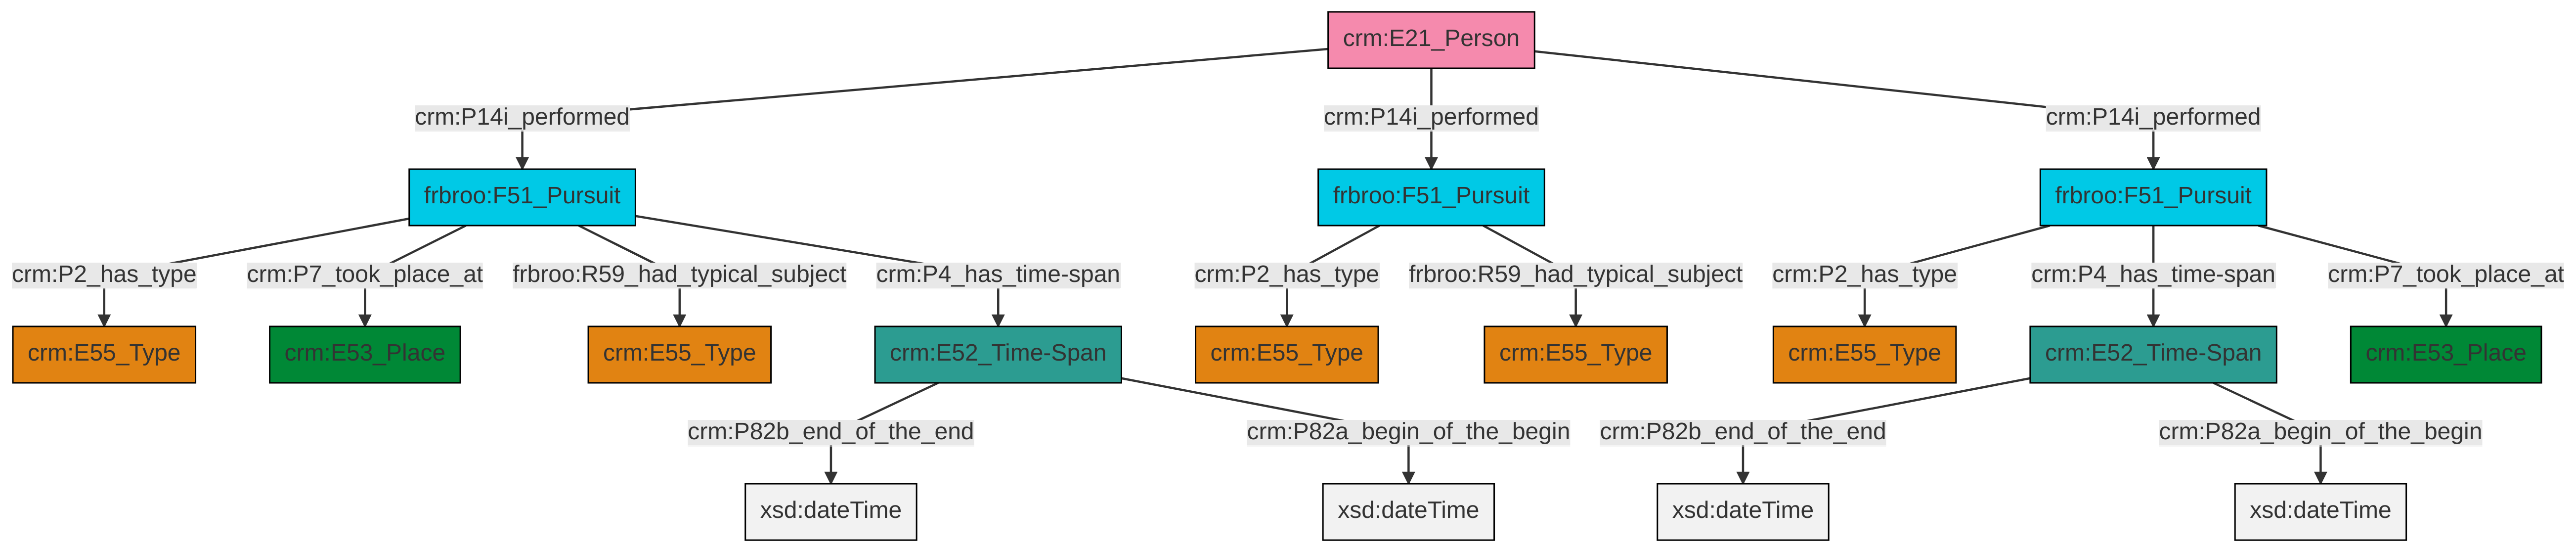 crm:E21_Person
crm:P14i_performed
crm:P14i_performed
crm:P14i_performed
frbroo:F51_Pursuit
frbroo:F51_Pursuit
frbroo:F51_Pursuit
crm:P2_has_type
crm:P7_took_place_at
frbroo:R59_had_typical_subject
crm:P4_has_time-span
crm:P2_has_type
frbroo:R59_had_typical_subject
crm:P2_has_type
crm:P4_has_time-span
crm:P7_took_place_at
crm:E55_Type
crm:E53_Place
crm:E55_Type
crm:E52_Time-Span
crm:E55_Type
crm:E55_Type
crm:E55_Type
crm:E52_Time-Span
crm:E53_Place
crm:P82b_end_of_the_end
crm:P82a_begin_of_the_begin
crm:P82b_end_of_the_end
crm:P82a_begin_of_the_begin
xsd:dateTime
xsd:dateTime
xsd:dateTime
xsd:dateTime